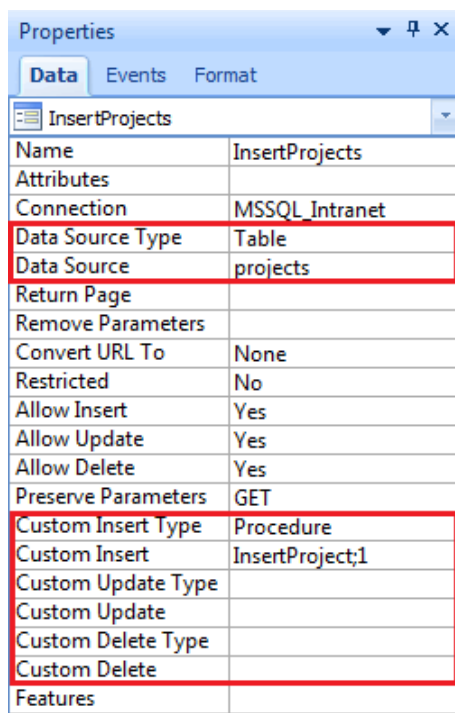 Properties
Data Events Format
InsertProjects
Name InsertProjects
Attributes
Connection MSSQL_Intranet
Data Source Type Table
Data Source projects
Return Page
Remove Parameters
Convert URL To None
Restricted No
Allow Insert Yes
Allow Update Yes
Allow Delete Yes
Preserve Parameters GET
Custom Insert Type Procedure
Custom Insert InsertProject;1
Custom Update Type
Custom Update
Custom Delete Type
Custom Delete
Features